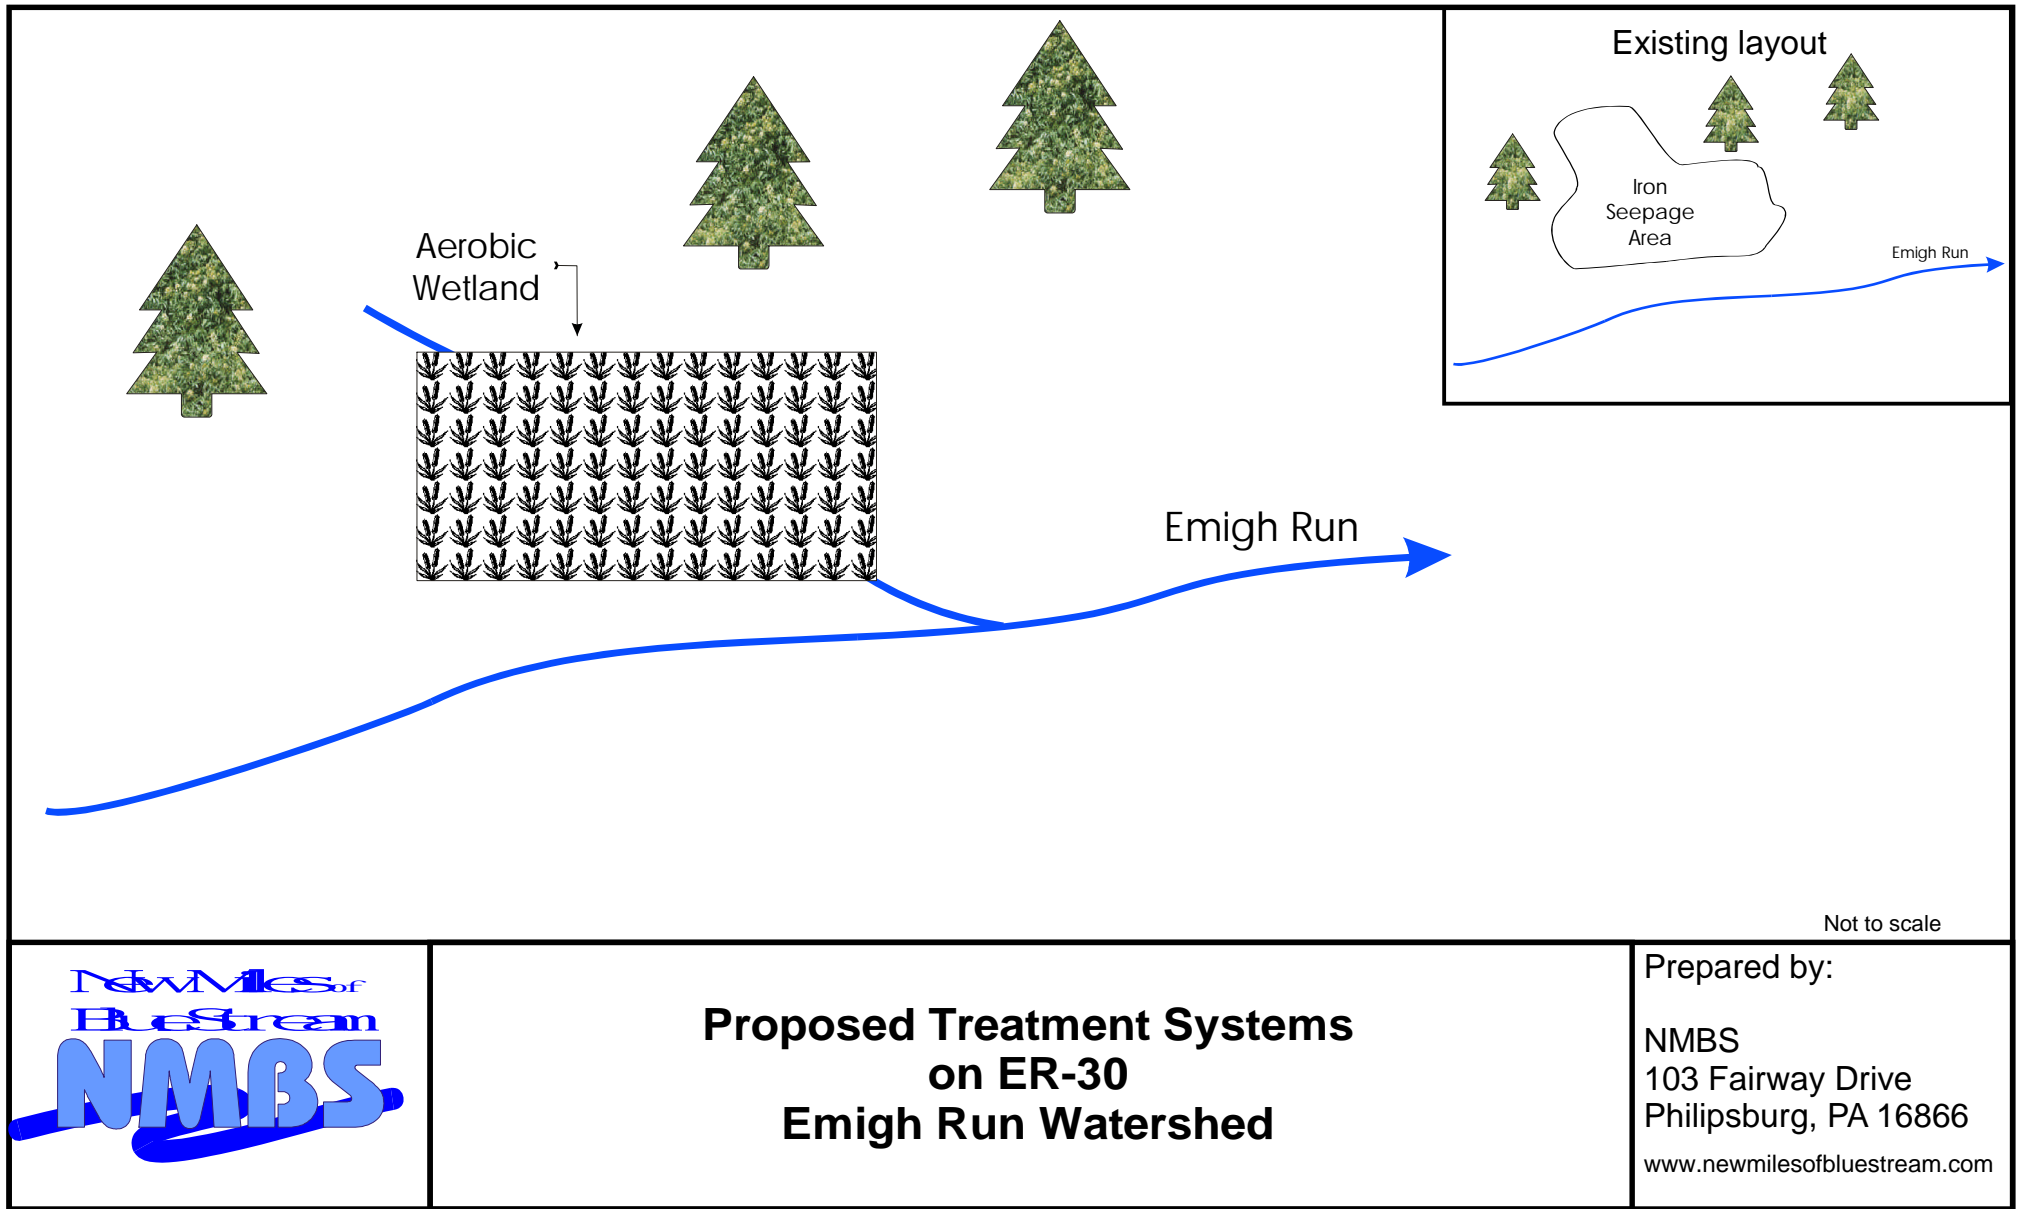 Existing layout
Iron
Seepage
Area
Emigh Run
Aerobic
Wetland
Emigh Run
Not to scale
New Miles of
Blue Stream
NMBS
Proposed Treatment Systems
on ER-30
Emigh Run Watershed
Prepared by:
NMBS
103 Fairway Drive
Philipsburg, PA 16866
www.newmilesofbluestream.com